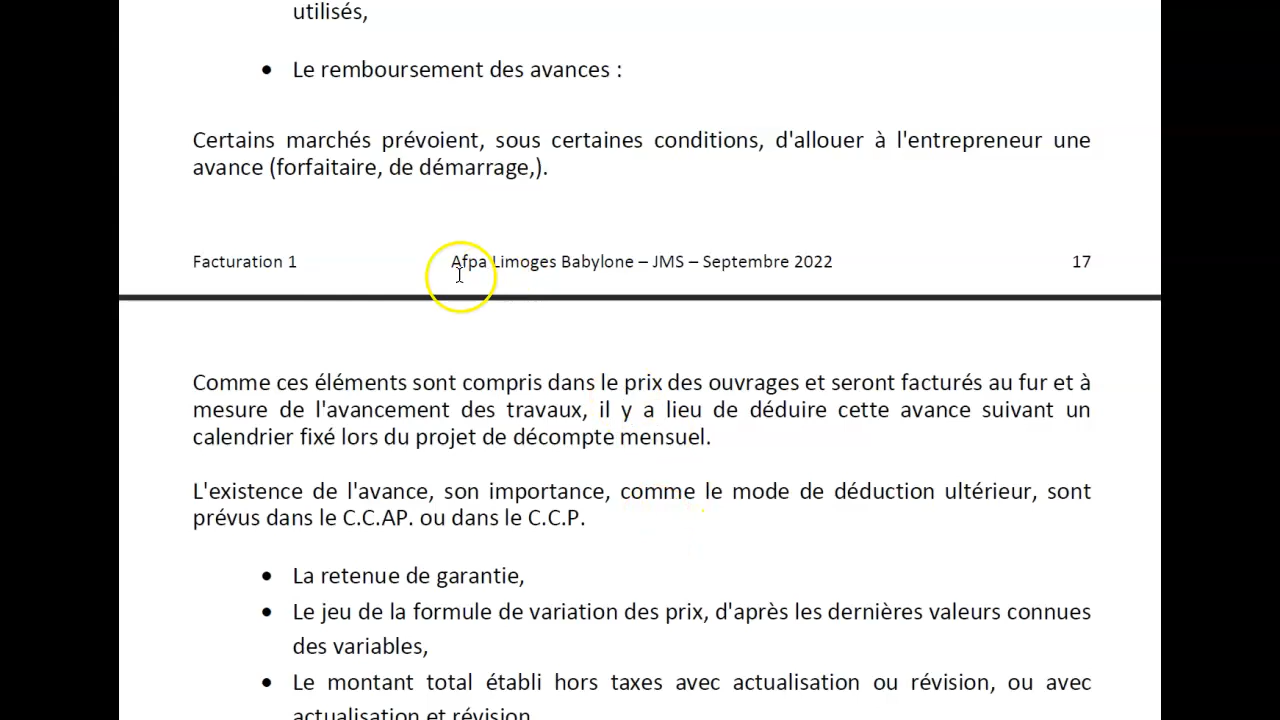 utilisés,
• Le remboursement des avances :
Certains marchés prévoient, sous certaines conditions, d'allouer à l'entrepreneur une
avance (forfaitaire, de démarrage,).
Facturation 1 Afpa Limoges Babylone – JMS – Septembre 2022 17
Comme ces éléments sont compris dans le prix des ouvrages et seront facturés au fur et à
mesure de l'avancement des travaux, il y a lieu de déduire cette avance suivant un
calendrier fixé lors du projet de décompte mensuel.
L'existence de l'avance, son importance, comme le mode de déduction ultérieur, sont
prévus dans le C.C.AP. ou dans le C.C.P.
• La retenue de garantie,
• Le jeu de la formule de variation des prix, d'après les dernières valeurs connues
des variables,
• Le montant total établi hors taxes avec actualisation ou révision, ou avec
actualisation et révision